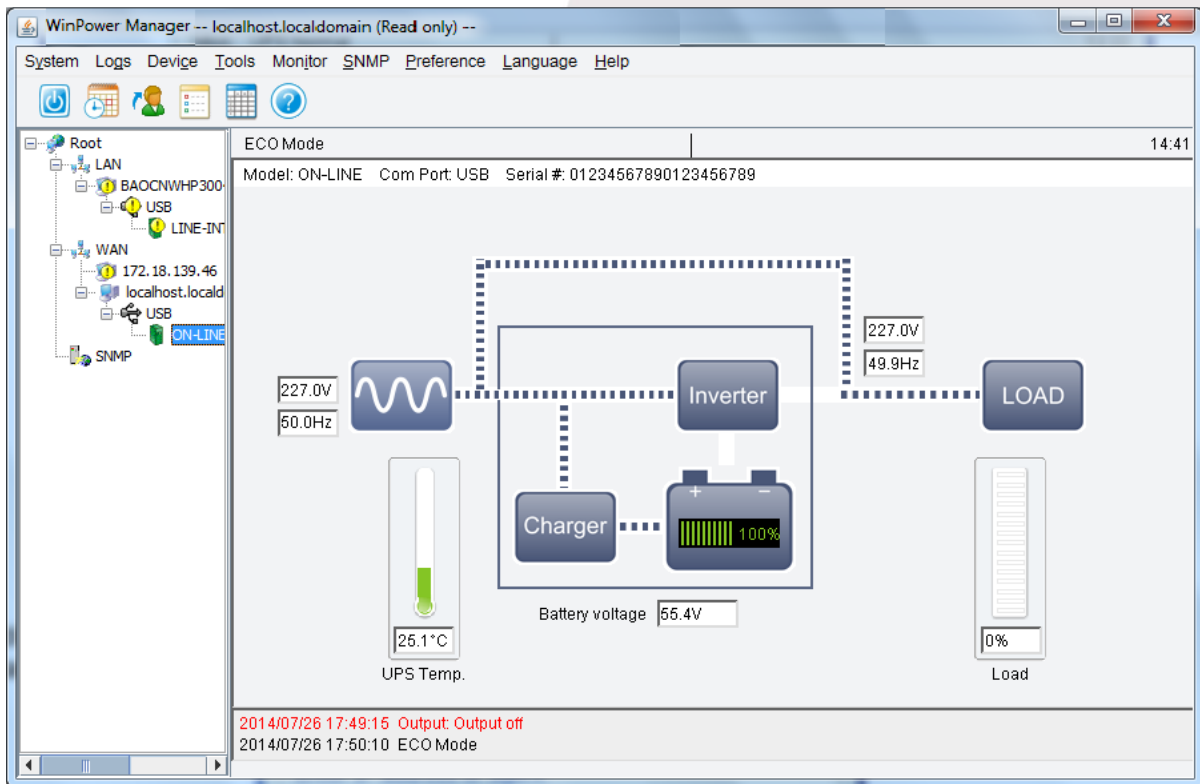 WinPower Manager -- localhost.localdomain (Read only) --
System Logs Device Tools Monitor SNMP Preference Language Help
Root
LAN
BAOCNWHP300
USB
LINE-INT
WAN
172.18.139.46
localhost.locald
USB
ON-LINE
SNMP
ECO Mode 14:41
Model: ON-LINE Com Port: USB Serial #: 01234567890123456789
227.0V
49.9Hz
227.0V
50.0Hz
Inverter
LOAD
Charger
+ −
100%
Battery voltage 55.4V
25.1°C
UPS Temp.
0%
Load
2014/07/26 17:49:15 Output: Output off
2014/07/26 17:50:10 ECO Mode